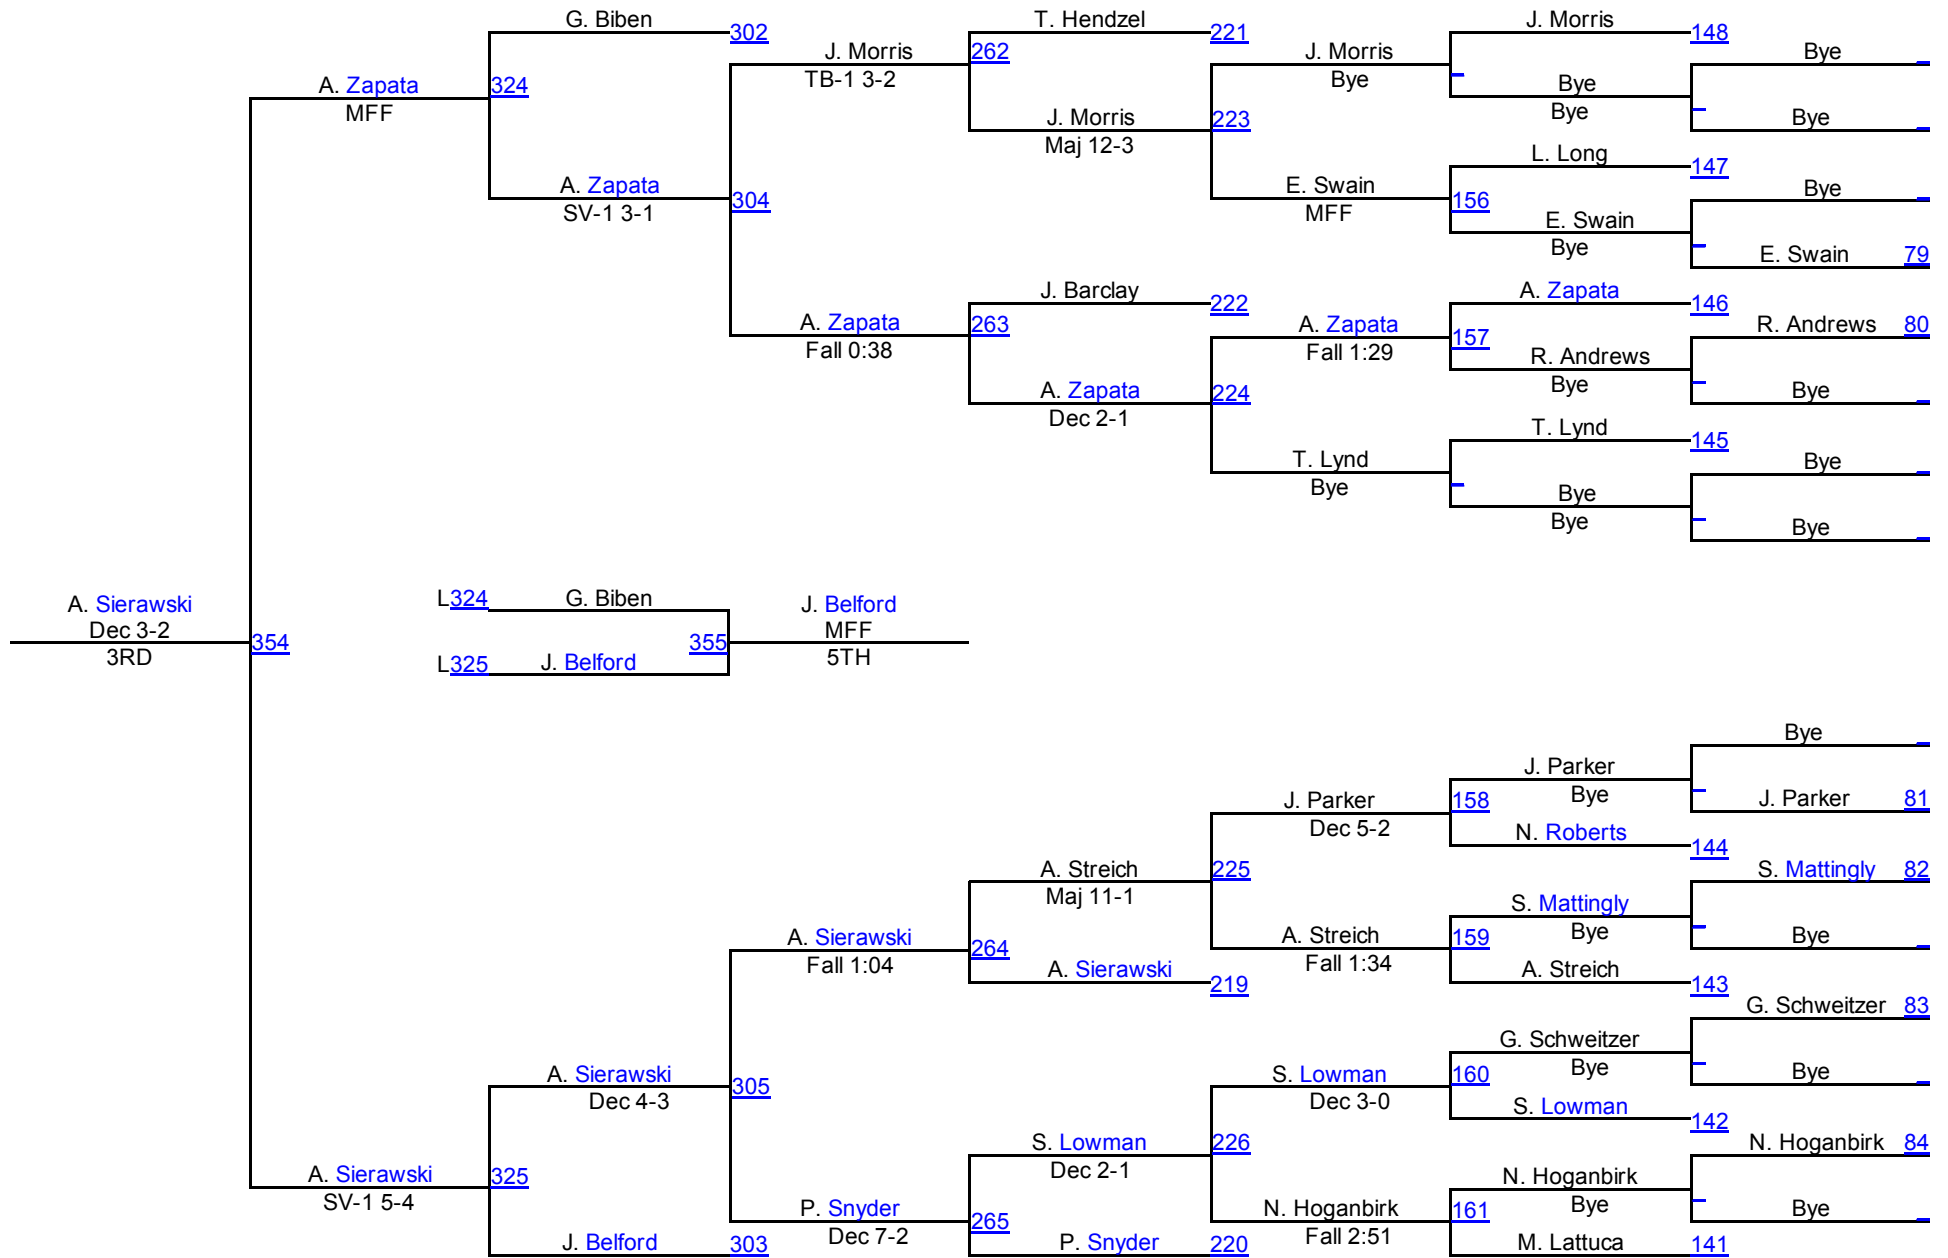 G. Biben
302
T. Hendzel
221
J. Morris
148
J. Morris
TB-1 3-2
262
J. Morris
Bye
Bye
A. Zapata
MFF
324
Bye
Bye
J. Morris
Maj 12-3
223
Bye
L. Long
147
A. Zapata
SV-1 3-1
304
E. Swain
MFF
156
Bye
E. Swain
Bye
E. Swain 79
J. Barclay
222
A. Zapata
146
A. Zapata
Fall 0:38
263
A. Zapata
Fall 1:29
157
R. Andrews 80
R. Andrews
Bye
A. Zapata
Dec 2-1
224
Bye
T. Lynd
145
T. Lynd
Bye
Bye
Bye
Bye
Bye
A. Sierawski
Dec 3-2
3RD
354
L324
G. Biben
L325
J. Belford
355
J. Belford
MFF
5TH
Bye
J. Parker
Bye
J. Parker
Dec 5-2
158
J. Parker 81
N. Roberts
144
A. Streich
Maj 11-1
225
S. Mattingly 82
S. Mattingly
Bye
A. Sierawski
Fall 1:04
264
A. Streich
Fall 1:34
159
Bye
A. Sierawski
219
A. Streich
143
G. Schweitzer 83
G. Schweitzer
Bye
A. Sierawski
Dec 4-3
305
S. Lowman
Dec 3-0
160
Bye
S. Lowman
142
S. Lowman
Dec 2-1
226
N. Hoganbirk 84
A. Sierawski
SV-1 5-4
325
N. Hoganbirk
Bye
P. Snyder
Dec 7-2
265
N. Hoganbirk
Fall 2:51
161
Bye
J. Belford
303
P. Snyder
220
M. Lattuca
141